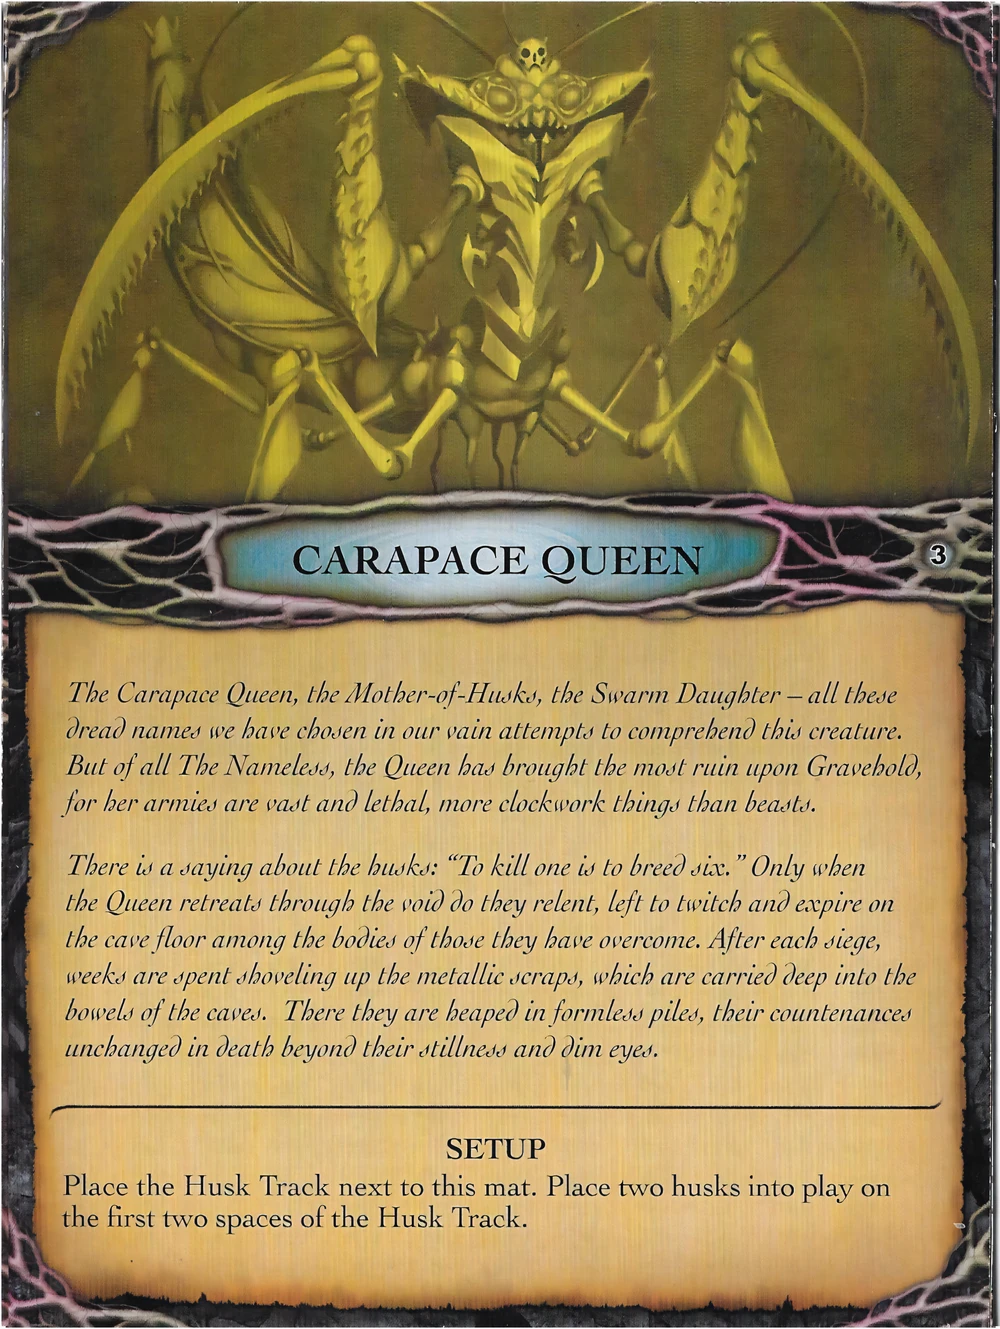 CARAPACE QUEEN
3
The Carapace Queen, the Mother-of-Husks, the Swarm Daughter – all these
dread names we have chosen in our vain attempts to comprehend this creature.
But of all The Nameless, the Queen has brought the most ruin upon Gravehold,
for her armies are vast and lethal, more clockwork things than beasts.
There is a saying about the husks: “To kill one is to breed six.” Only when
the Queen retreats through the void do they relent, left to twitch and expire on
the cave floor among the bodies of those they have overcome. After each siege,
weeks are spent shoveling up the metallic scraps, which are carried deep into the
bowels of the caves.  There they are heaped in formless piles, their countenances
unchanged in death beyond their stillness and dim eyes.
SETUP
Place the Husk Track next to this mat. Place two husks into play on
the first two spaces of the Husk Track.